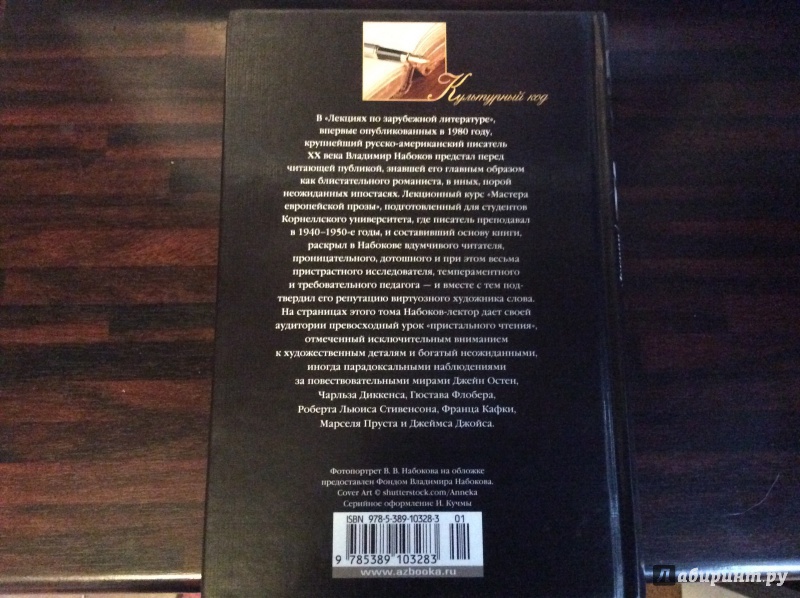 Культурный код
В «Лекциях по зарубежной литературе»,
впервые опубликованных в 1980 году,
крупнейший русско-американский писатель
XX века Владимир Набоков предстал перед
читающей публикой, знавшей его главным образом
как блистательного романиста, в иных, порой
неожиданных ипостасях. Лекционный курс «Мастера
европейской прозы», подготовленный для студентов
Корнеллского университета, где писатель преподавал
в 1940–1950-е годы, и составивший основу книги,
раскрыл в Набокове вдумчивого читателя,
проницательного, дотошного и при этом весьма
пристрастного исследователя, темпераментного
и требовательного педагога — и вместе с тем под-
твердил его репутацию виртуозного художника слова.
На страницах этого тома Набоков-лектор дает своей
аудитории превосходный урок «пристального чтения»,
отмеченный исключительным вниманием
к художественным деталям и богатый неожиданными,
иногда парадоксальными наблюдениями
за повествовательными мирами Джейн Остен,
Чарльза Диккенса, Гюстава Флобера,
Роберта Льюиса Стивенсона, Франца Кафки,
Марселя Пруста и Джеймса Джойса.
Фотопортрет В. В. Набокова на обложке
предоставлен Фондом Владимира Набокова.
Cover Art © shutterstock.com/Anneka
Серийное оформление И. Кучмы
ISBN 978-5-389-10328-3 01
9 785389 103283
www.azbooka.ru
Лабиринт.ру